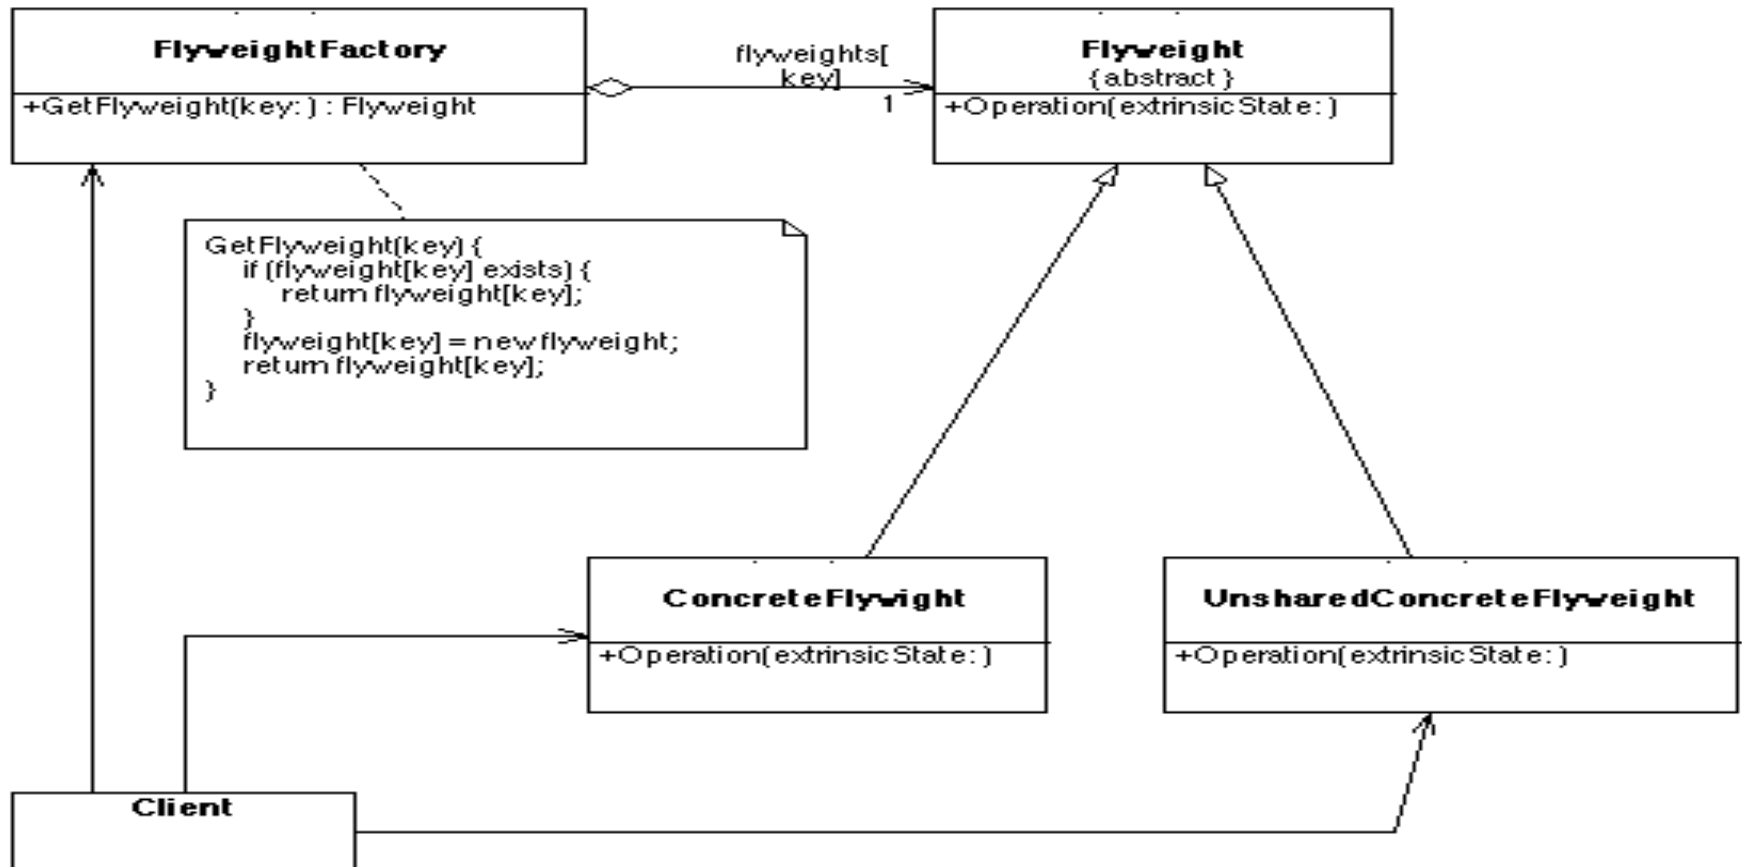 FlyweightFactory
+GetFlyweight(key: ) : Flyweight
flyweights[
key]
1
Flyweight
{abstract }
+Operation(extrinsicState: )
GetFlyweight(key) {
if (flyweight[key] exists) {
return flyweight[key];
}
flyweight[key] = new flyweight;
return flyweight[key];
}
ConcreteFlywight
+Operation(extrinsicState: )
UnsharedConcreteFlyweight
+Operation(extrinsicState: )
Client